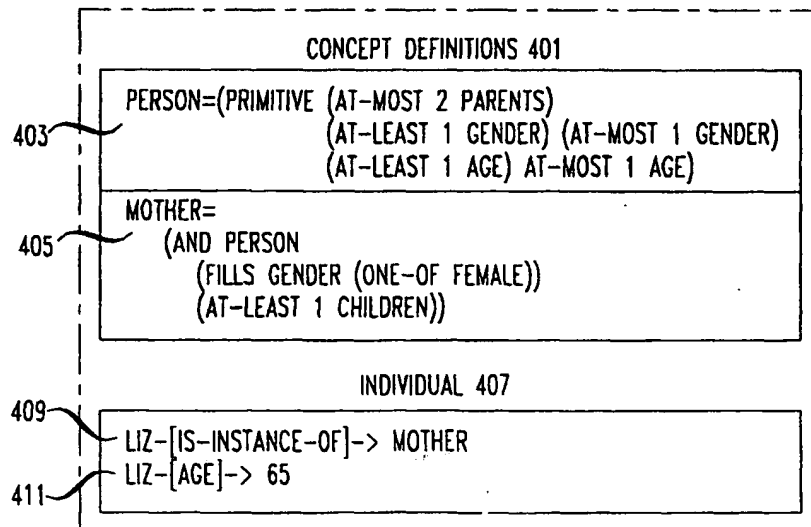 CONCEPT DEFINITIONS 401
403
PERSON=(PRIMITIVE (AT-MOST 2 PARENTS)
(AT-LEAST 1 GENDER) (AT-MOST 1 GENDER)
(AT-LEAST 1 AGE) AT-MOST 1 AGE)
405
MOTHER=
(AND PERSON
(FILLS GENDER (ONE-OF FEMALE))
(AT-LEAST 1 CHILDREN))
INDIVIDUAL 407
409
LIZ-[IS-INSTANCE-OF]-> MOTHER
411
LIZ-[AGE]-> 65